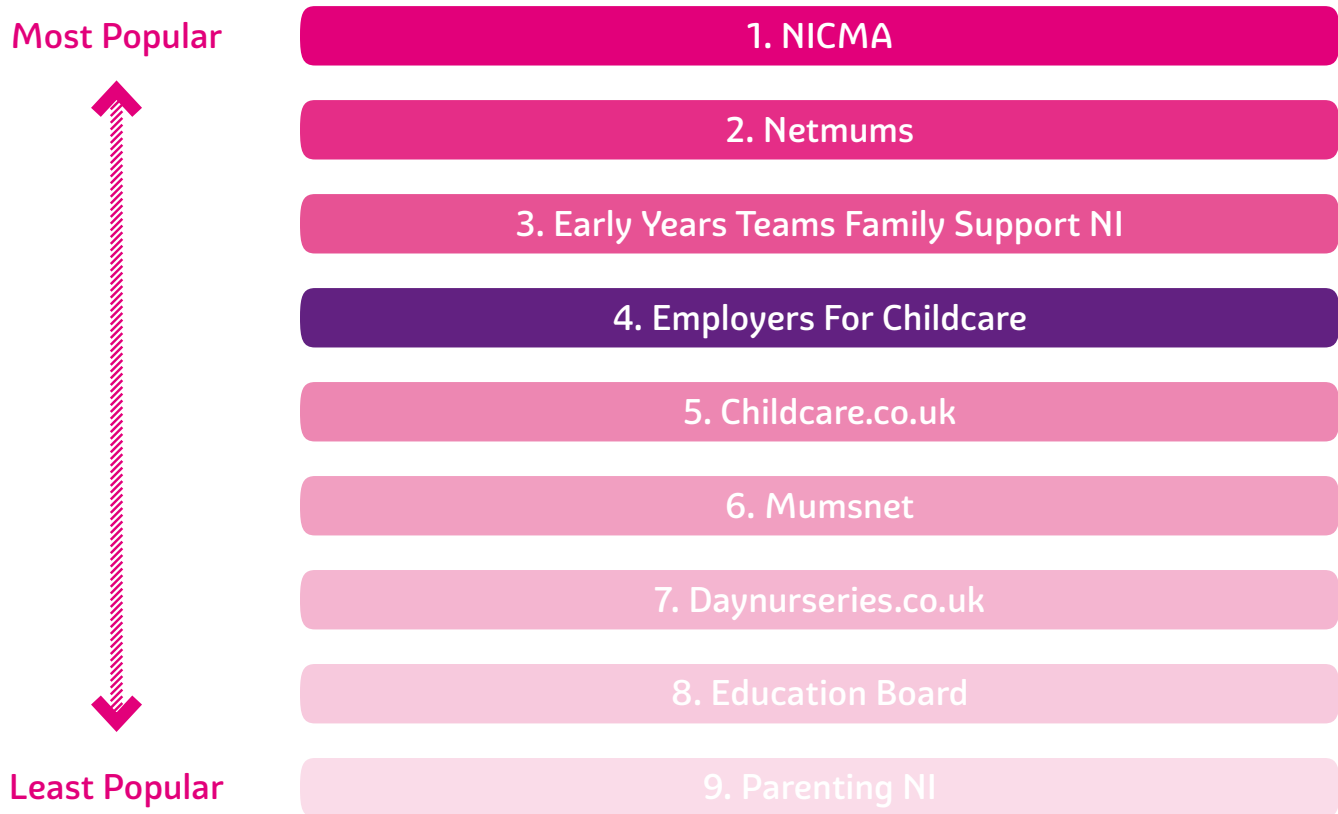 Most Popular
1. NICMA
2. Netmums
3. Early Years Teams Family Support NI
4. Employers For Childcare
5. Childcare.co.uk
6. Mumsnet
7. Daynurseries.co.uk
8. Education Board
Least Popular
9. Parenting NI